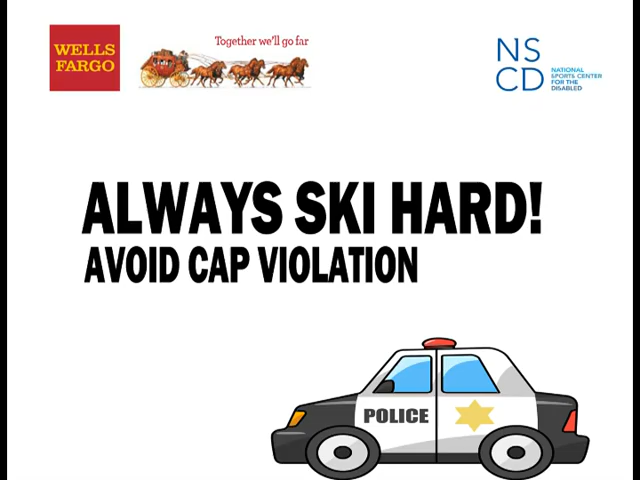 WELLS
FARGO
Together we'll go far
NS
CD
NATIONAL
SPORTS CENTER
FOR THE
DISABLED
ALWAYS SKI HARD!
AVOID CAP VIOLATION
POLICE